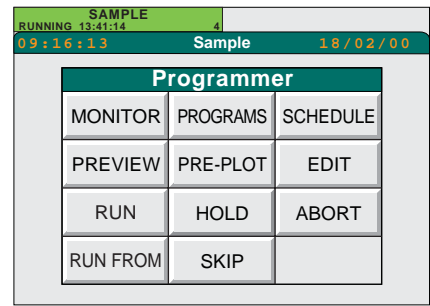 SAMPLE
RUNNING 13:41:14 4
09:16:13 Sample 18/02/00
Programmer
MONITOR PROGRAMS SCHEDULE
PREVIEW PRE-PLOT EDIT
RUN HOLD ABORT
RUN FROM SKIP